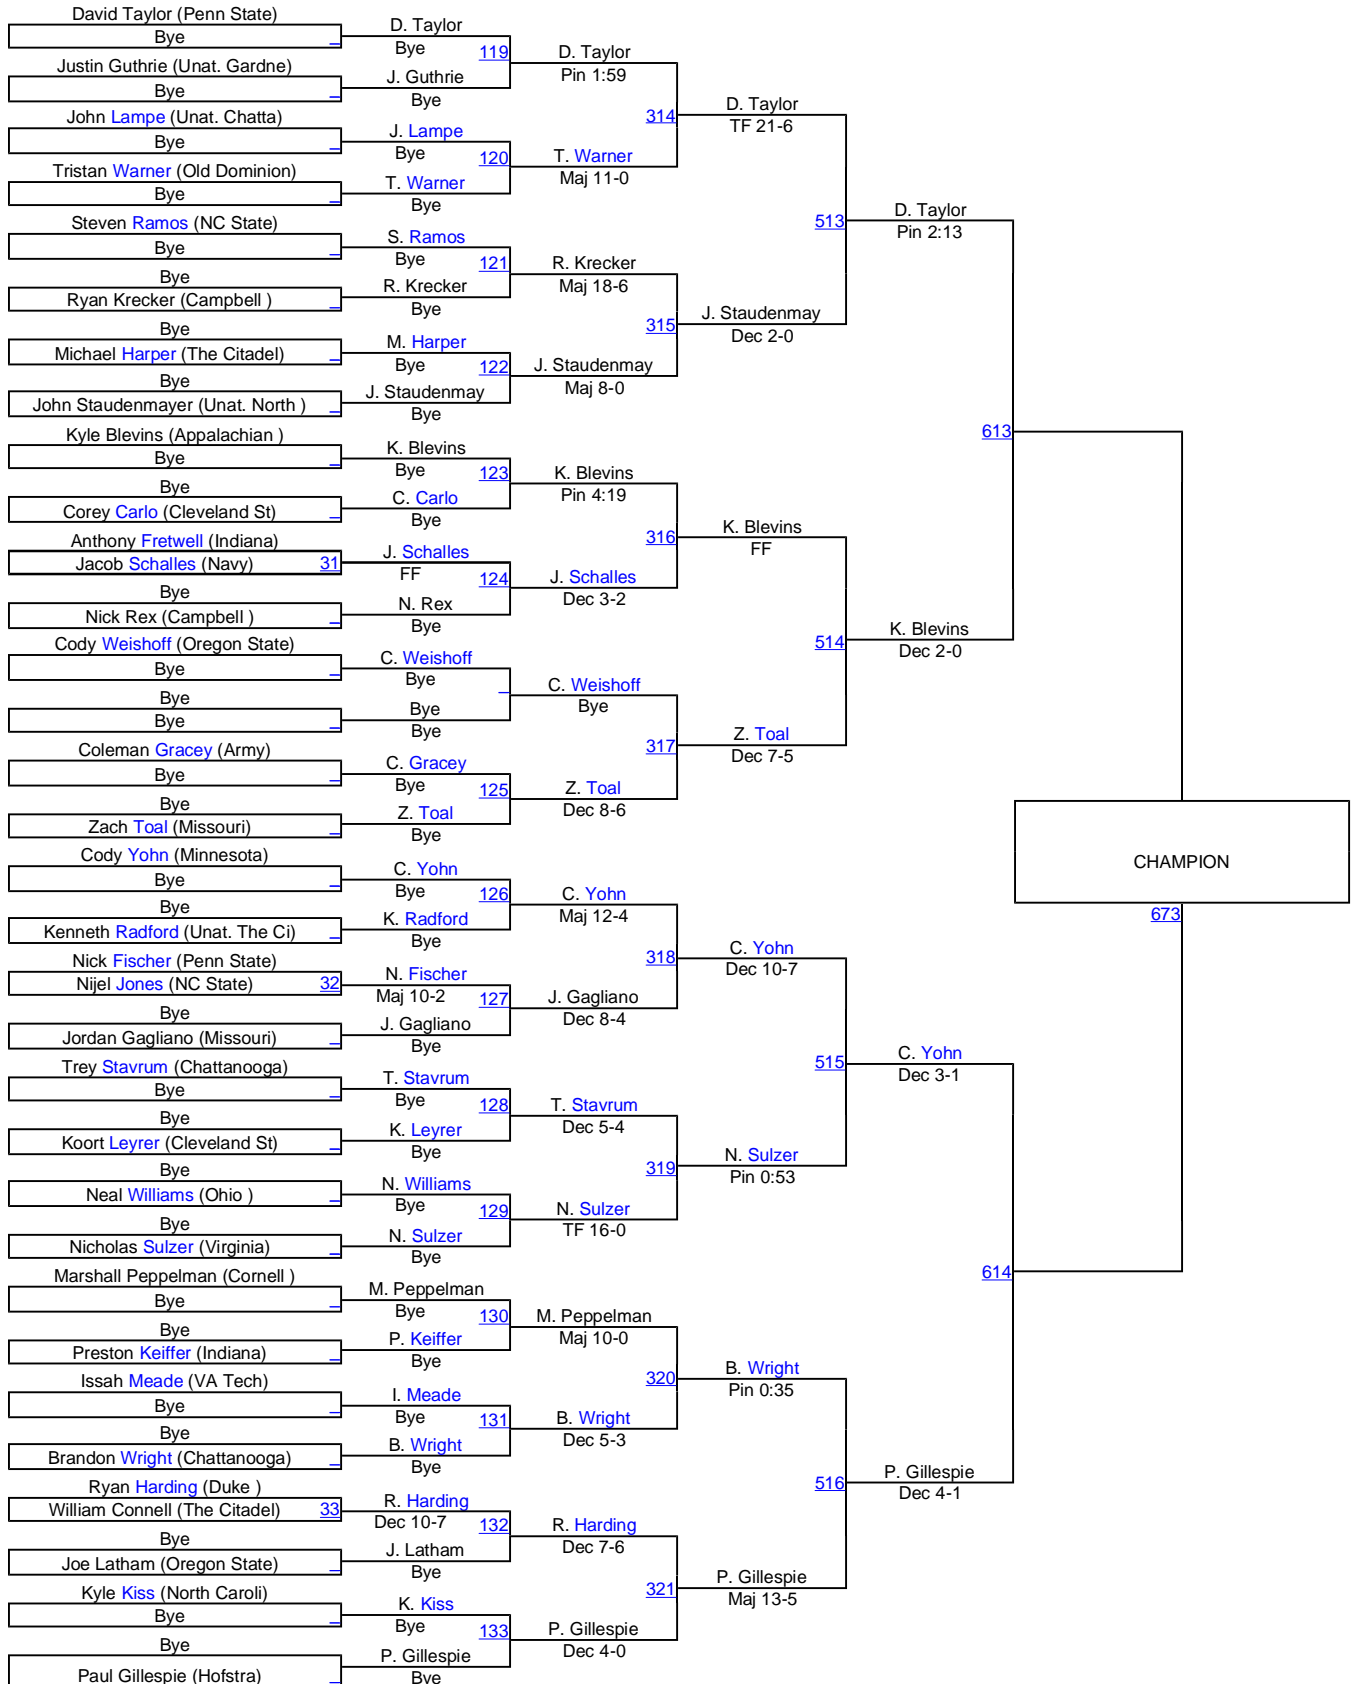 David Taylor (Penn State)
Bye
Justin Guthrie (Unat. Gardne)
Bye
John Lampe (Unat. Chatta)
Bye
Tristan Warner (Old Dominion)
Bye
Steven Ramos (NC State)
Bye
Bye
Ryan Krecker (Campbell )
Bye
Michael Harper (The Citadel)
Bye
John Staudenmayer (Unat. North )
Kyle Blevins (Appalachian )
Bye
Bye
Corey Carlo (Cleveland St)
Anthony Fretwell (Indiana)
Jacob Schalles (Navy) 31
Bye
Nick Rex (Campbell )
Cody Weishoff (Oregon State)
Bye
Bye
Bye
Coleman Gracey (Army)
Bye
Bye
Zach Toal (Missouri)
Cody Yohn (Minnesota)
Bye
Bye
Kenneth Radford (Unat. The Ci)
Nick Fischer (Penn State)
Nijel Jones (NC State) 32
Bye
Jordan Gagliano (Missouri)
Trey Stavrum (Chattanooga)
Bye
Bye
Koort Leyrer (Cleveland St)
Bye
Neal Williams (Ohio )
Bye
Nicholas Sulzer (Virginia)
Marshall Peppelman (Cornell )
Bye
Bye
Preston Keiffer (Indiana)
Issah Meade (VA Tech)
Bye
Bye
Brandon Wright (Chattanooga)
Ryan Harding (Duke )
William Connell (The Citadel) 33
Bye
Joe Latham (Oregon State)
Kyle Kiss (North Caroli)
Bye
Bye
Paul Gillespie (Hofstra)
D. Taylor
Bye 119
J. Guthrie
Bye
J. Lampe
Bye 120
T. Warner
Bye
S. Ramos
Bye 121
R. Krecker
Bye
M. Harper
Bye 122
J. Staudenmay
Bye
K. Blevins
Bye 123
C. Carlo
Bye
J. Schalles
FF 124
N. Rex
Bye
C. Weishoff
Bye
Bye
Bye
C. Gracey
Bye 125
Z. Toal
Bye
C. Yohn
Bye 126
K. Radford
Bye
N. Fischer
Maj 10-2 127
J. Gagliano
Bye
T. Stavrum
Bye 128
K. Leyrer
Bye
N. Williams
Bye 129
N. Sulzer
Bye
M. Peppelman
Bye 130
P. Keiffer
Bye
I. Meade
Bye 131
B. Wright
Bye
R. Harding
Dec 10-7 132
J. Latham
Bye
K. Kiss
Bye 133
P. Gillespie
Bye
D. Taylor
Pin 1:59
314
T. Warner
Maj 11-0
R. Krecker
Maj 18-6
315
J. Staudenmay
Maj 8-0
K. Blevins
Pin 4:19
316
J. Schalles
Dec 3-2
C. Weishoff
Bye
317
Z. Toal
Dec 8-6
C. Yohn
Maj 12-4
318
J. Gagliano
Dec 8-4
T. Stavrum
Dec 5-4
319
N. Sulzer
TF 16-0
M. Peppelman
Maj 10-0
320
B. Wright
Dec 5-3
R. Harding
Dec 7-6
321
P. Gillespie
Dec 4-0
D. Taylor
TF 21-6
513
J. Staudenmay
Dec 2-0
K. Blevins
FF
514
Z. Toal
Dec 7-5
C. Yohn
Dec 10-7
515
N. Sulzer
Pin 0:53
B. Wright
Pin 0:35
516
P. Gillespie
Maj 13-5
D. Taylor
Pin 2:13
613
K. Blevins
Dec 2-0
C. Yohn
Dec 3-1
614
P. Gillespie
Dec 4-1
CHAMPION
673